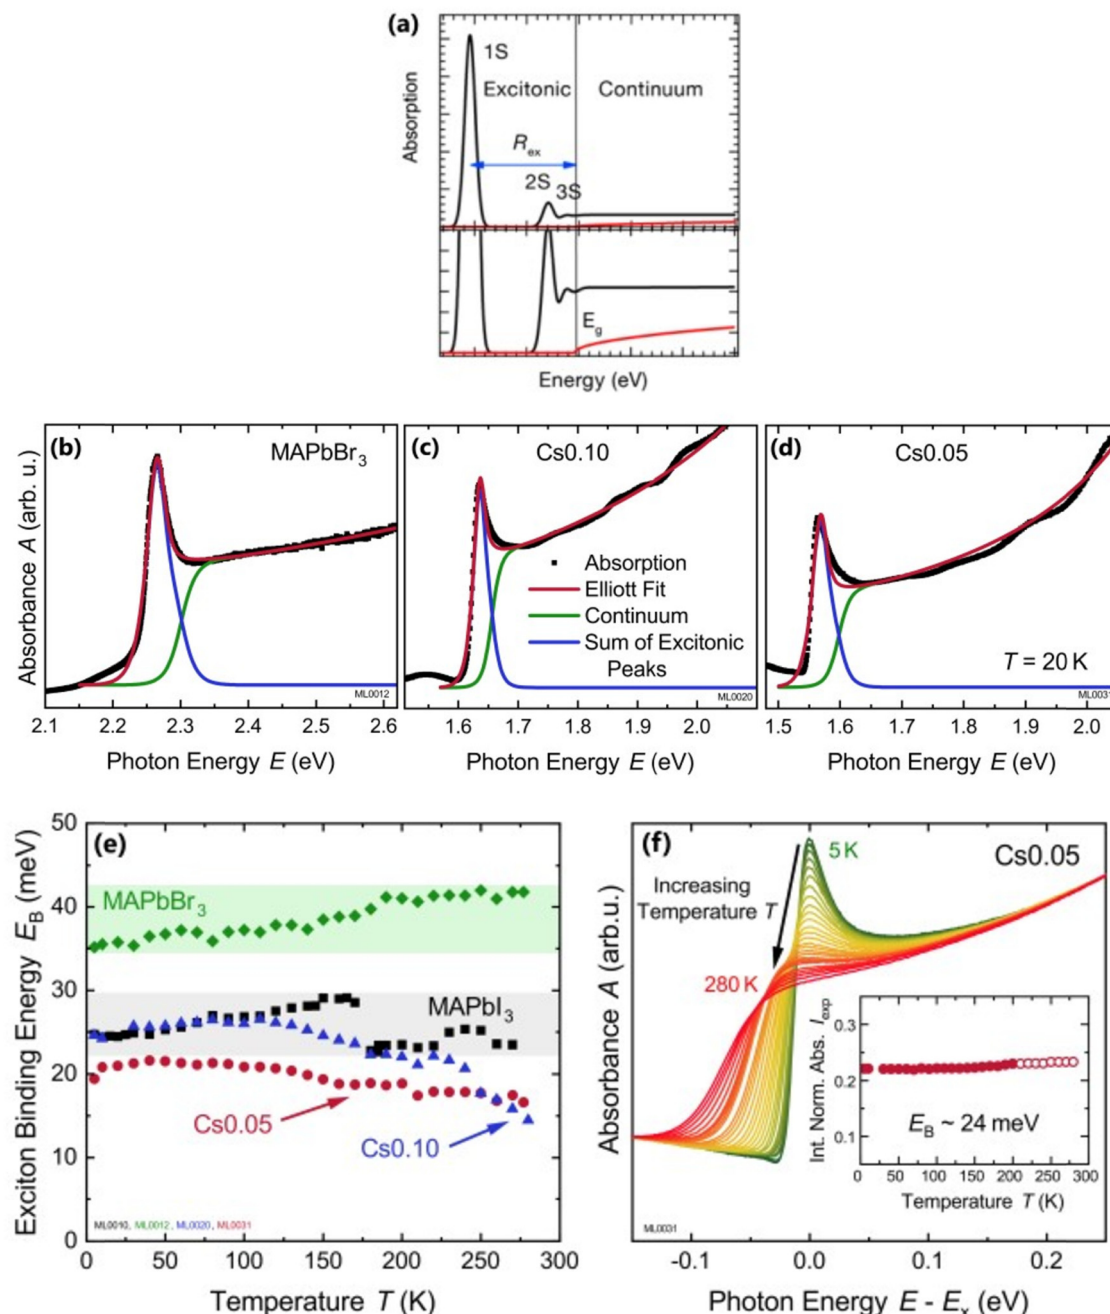 (a)
1S
Excitonic
Continuum
R_ex
2S
3S
E_g
Absorption
Energy (eV)
(b)
MAPbBr₃
ML0012
2.1 2.2 2.3 2.4 2.5 2.6
Absorbance A (arb. u.)
Photon Energy E (eV)
(c)
Cs0.10
Absorption
Elliott Fit
Continuum
Sum of Excitonic
Peaks
ML0020
1.6 1.7 1.8 1.9 2.0
Photon Energy E (eV)
(d)
Cs0.05
T = 20 K
ML0031
1.5 1.6 1.7 1.8 1.9 2.0
Photon Energy E (eV)
(e)
50
40
30
20
10
0
Exciton Binding Energy E_B (meV)
MAPbBr₃
MAPbI₃
Cs0.05
Cs0.10
ML0010, ML0012, ML0020, ML0031
0 50 100 150 200 250 300
Temperature T (K)
(f)
Cs0.05
5 K
Increasing
Temperature T
280 K
Absorbance A (arb.u.)
ML0031
-0.1 0.0 0.1 0.2
Photon Energy E - E_x (eV)
Int. Norm. Abs. I_exp
0.3
0.2
0.1
E_B ~ 24 meV
0 50 100 150 200 250 300
Temperature T (K)